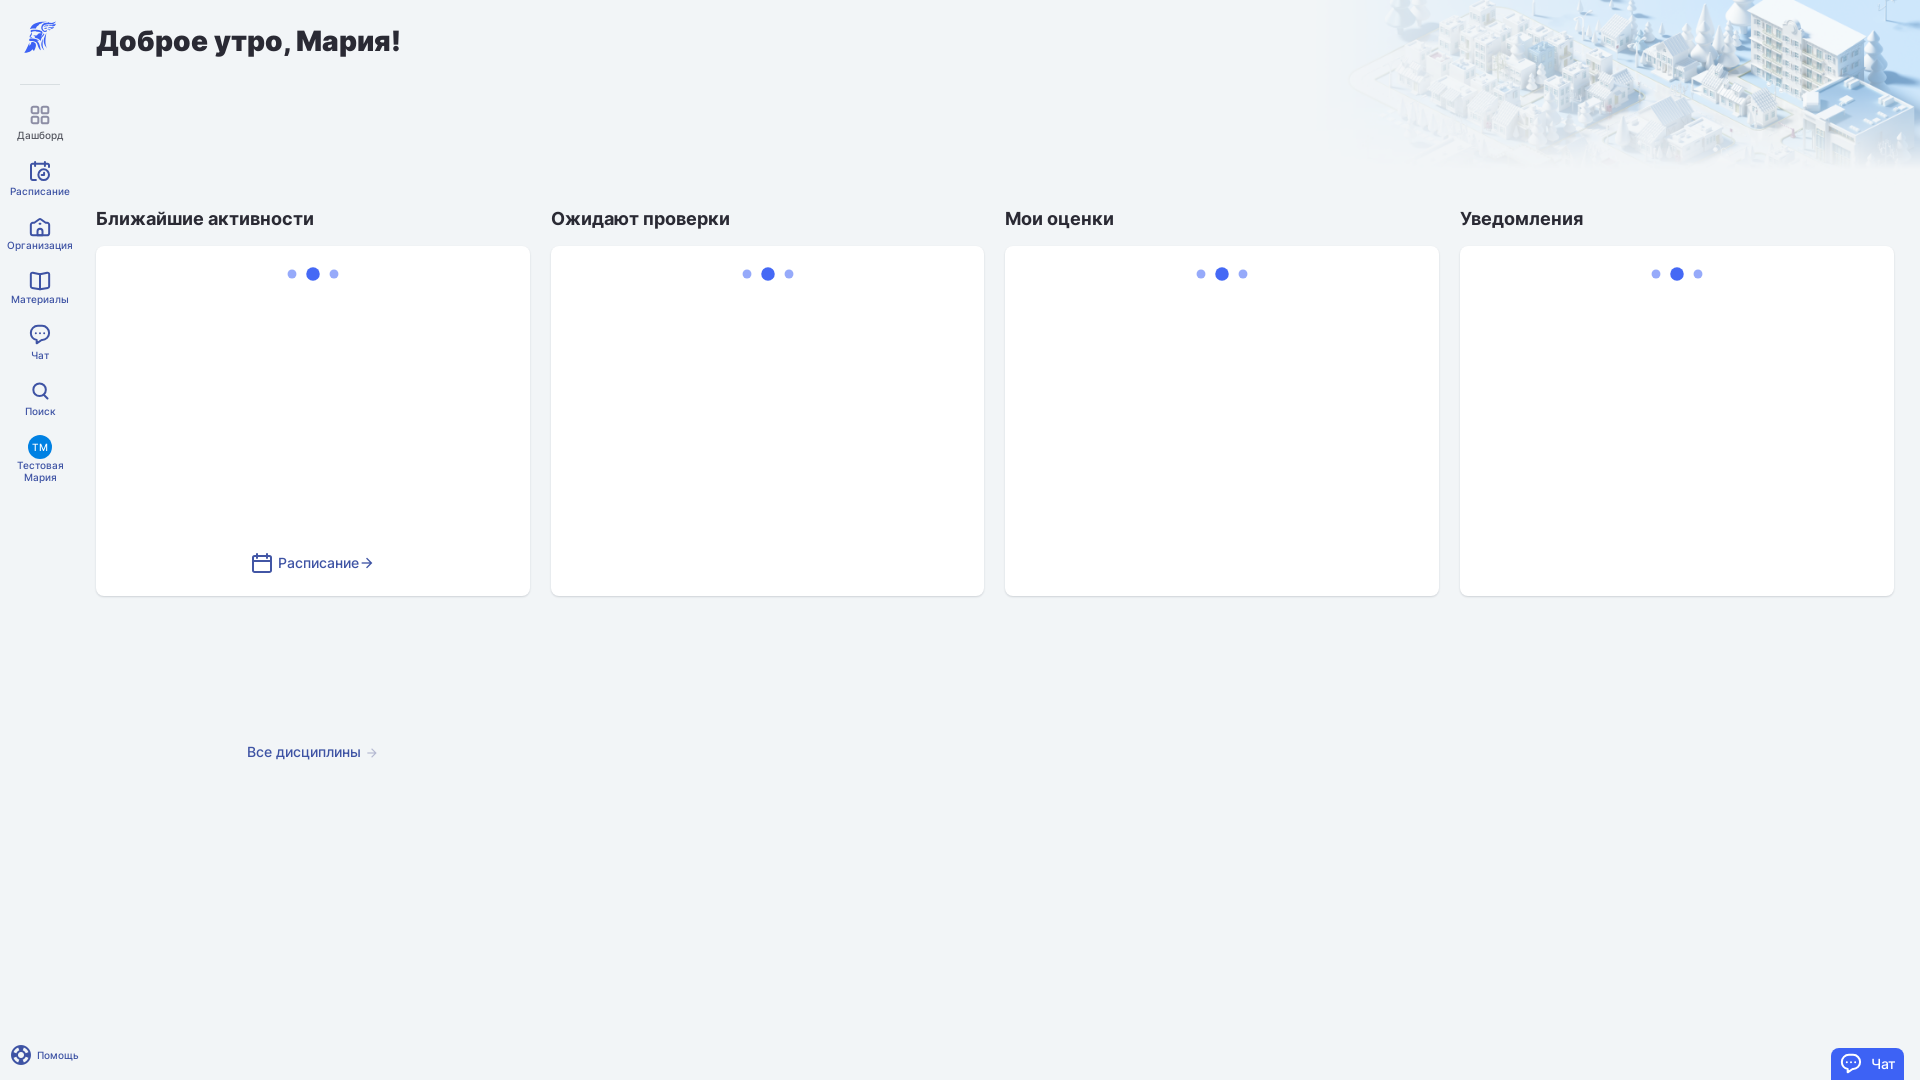 Доброе утро, Мария!
Дашборд
Расписание
Организация
Материалы
Чат
Поиск
ТМ
Тестовая
Мария
Ближайшие активности
Расписание
Ожидают проверки
Мои оценки
Уведомления
Все дисциплины
Помощь
Чат